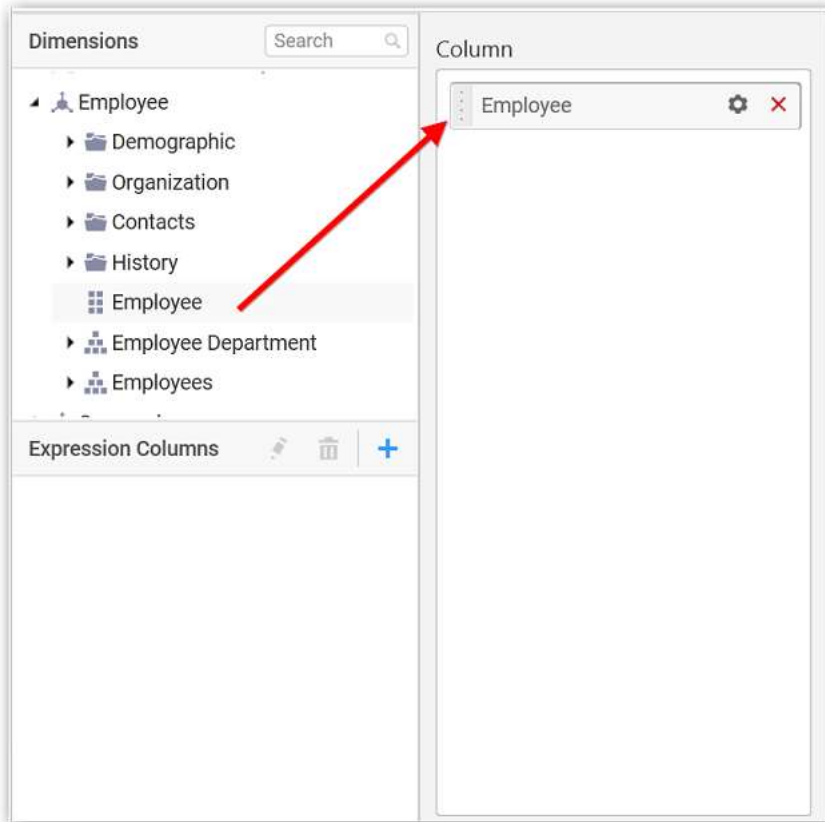 Dimensions
Search
Employee
Demographic
Organization
Contacts
History
Employee
Employee Department
Employees
Expression Columns
Column
Employee